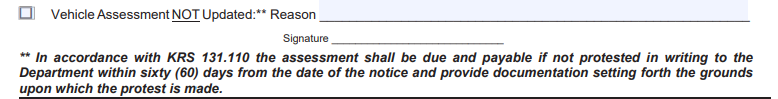 Vehicle Assessment NOT Updated:** Reason
Signature
** In accordance with KRS 131.110 the assessment shall be due and payable if not protested in writing to the
Department within sixty (60) days from the date of the notice and provide documentation setting forth the grounds
upon which the protest is made.